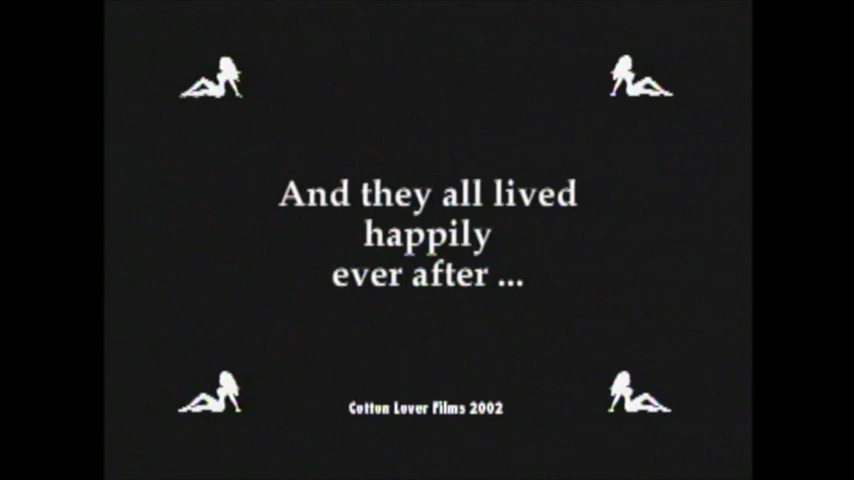 And they all lived
happily
ever after ...
Cotton Lover Films 2002